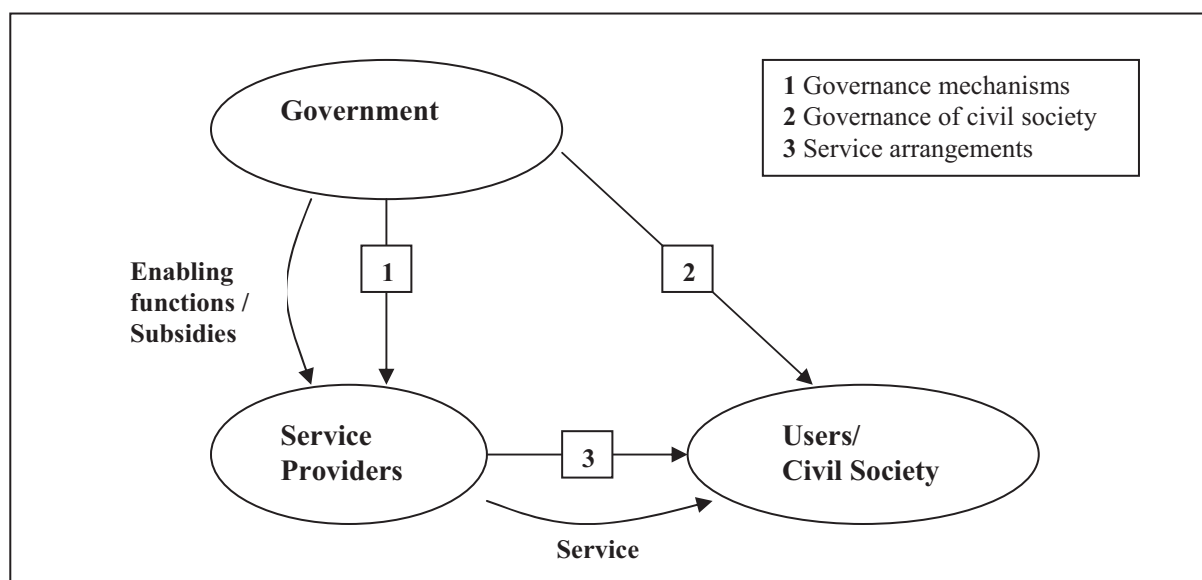 Government
1 Governance mechanisms
2 Governance of civil society
3 Service arrangements
Enabling
functions /
Subsidies
1
2
Service
Providers
3
Users/
Civil Society
Service